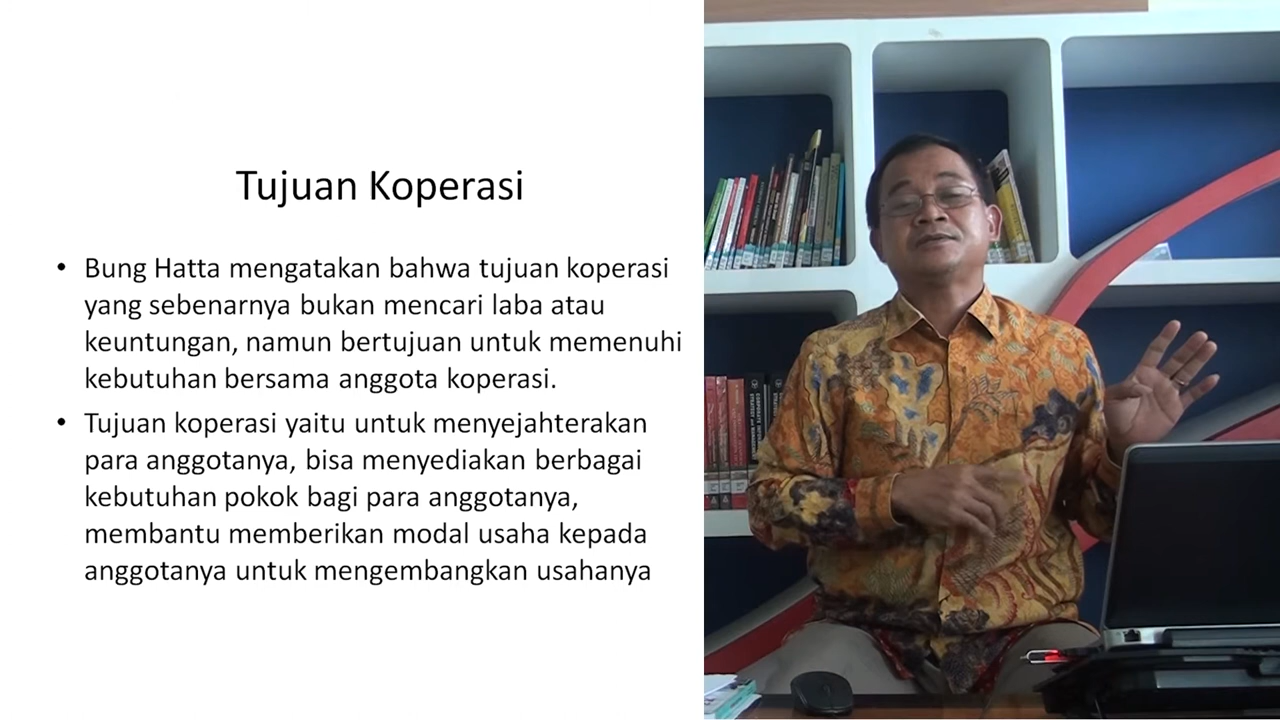 Tujuan Koperasi
• Bung Hatta mengatakan bahwa tujuan koperasi
yang sebenarnya bukan mencari laba atau
keuntungan, namun bertujuan untuk memenuhi
kebutuhan bersama anggota koperasi.
• Tujuan koperasi yaitu untuk menyejahterakan
para anggotanya, bisa menyediakan berbagai
kebutuhan pokok bagi para anggotanya,
membantu memberikan modal usaha kepada
anggotanya untuk mengembangkan usahanya